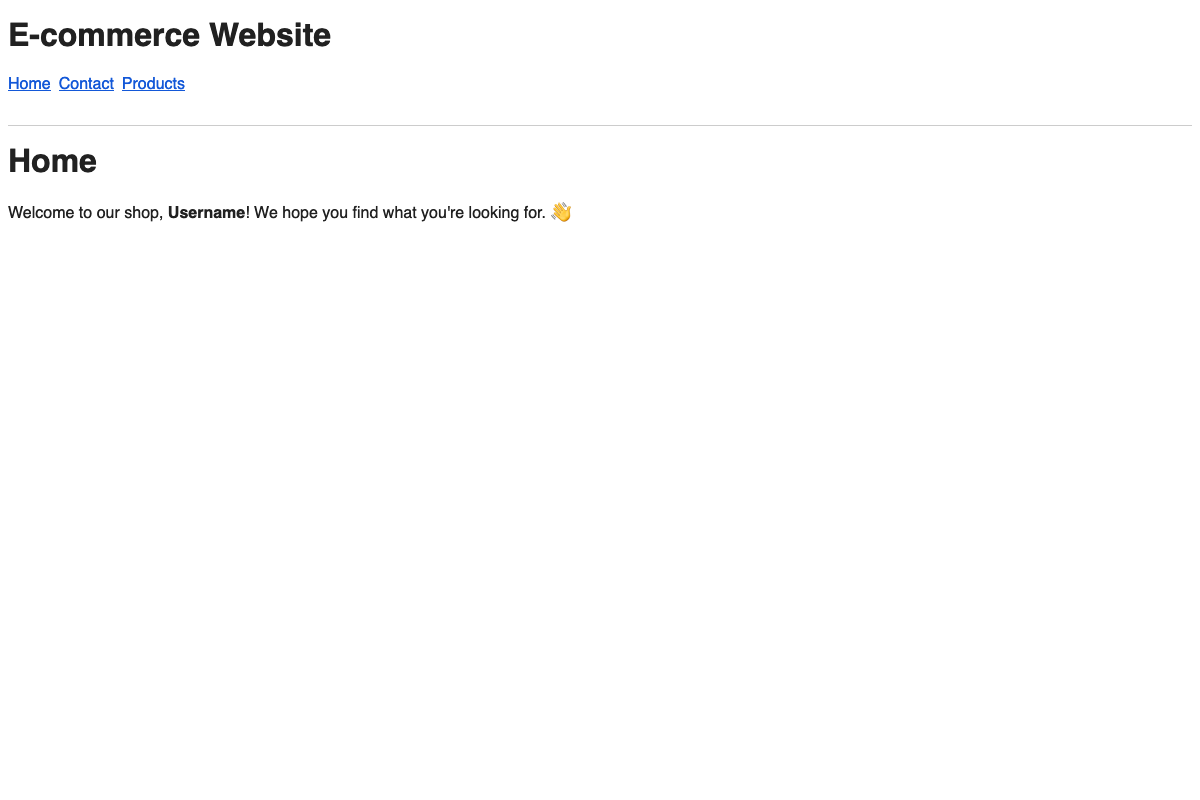 E-commerce Website
Home Contact Products
Home
Welcome to our shop, Username! We hope you find what you're looking for. 👋